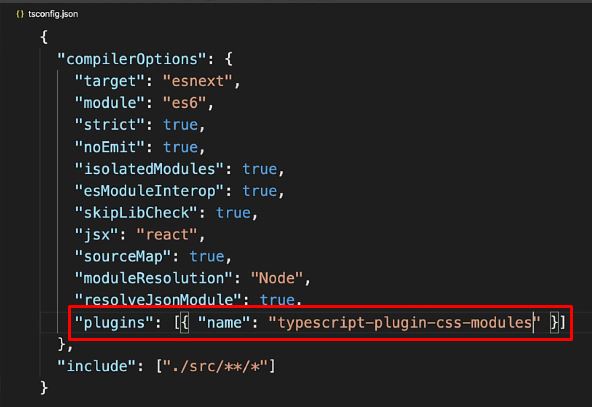 {} tsconfig.json
{
"compilerOptions": {
"target": "esnext",
"module": "es6",
"strict": true,
"noEmit": true,
"isolatedModules": true,
"esModuleInterop": true,
"skipLibCheck": true,
"jsx": "react",
"sourceMap": true,
"moduleResolution": "Node",
"resolveJsonModule": true,
"plugins": [{ "name": "typescript-plugin-css-modules" }]
},
"include": ["./src/**/*"]
}